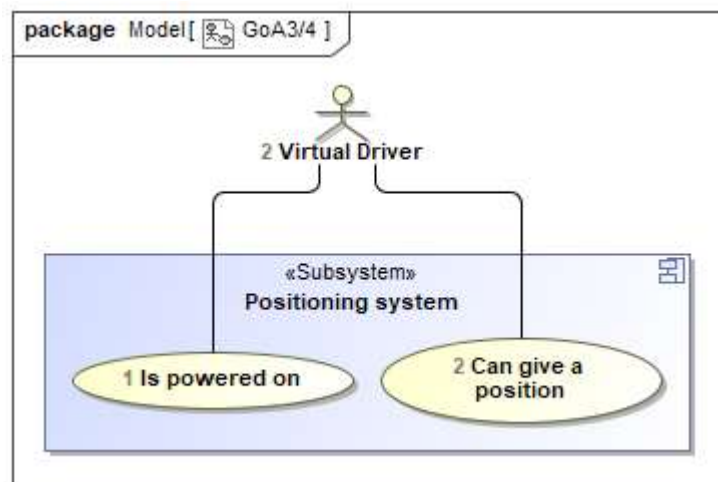 package Model [ GoA3/4 ]
2 Virtual Driver
«Subsystem»
Positioning system
1 Is powered on
2 Can give a
position